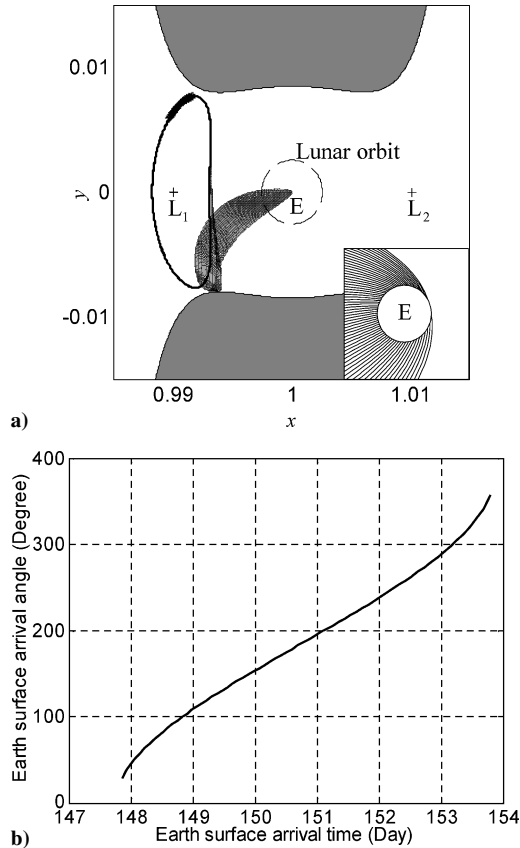 0.01
Lunar orbit
y
0
L1
E
L2
-0.01
E
0.99
1
1.01
x
a)
400
300
200
100
0
Earth surface arrival angle (Degree)
147
148
149
150
151
152
153
154
Earth surface arrival time (Day)
b)